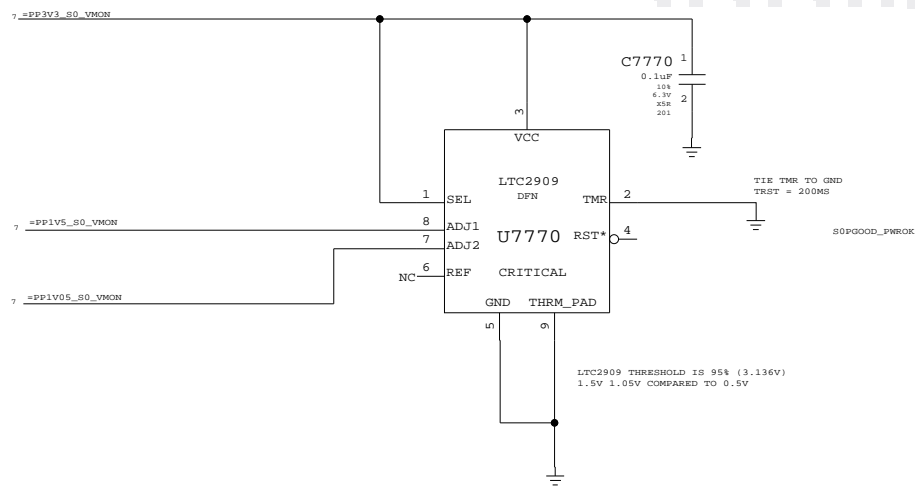 7 =PP3V3_S0_VMON
C7770 1
0.1uF
10%
6.3V
X5R
201
2
3
VCC
LTC2909
DFN
1 SEL
TMR 2
TIE TMR TO GND
TRST = 200MS
7 =PP1V5_S0_VMON
8 ADJ1
7 ADJ2
U7770
RST* 4
S0PGOOD_PWROK
NC 6 REF
CRITICAL
7 =PP1V05_S0_VMON
GND THRM_PAD
5 9
LTC2909 THRESHOLD IS 95% (3.136V)
1.5V 1.05V COMPARED TO 0.5V